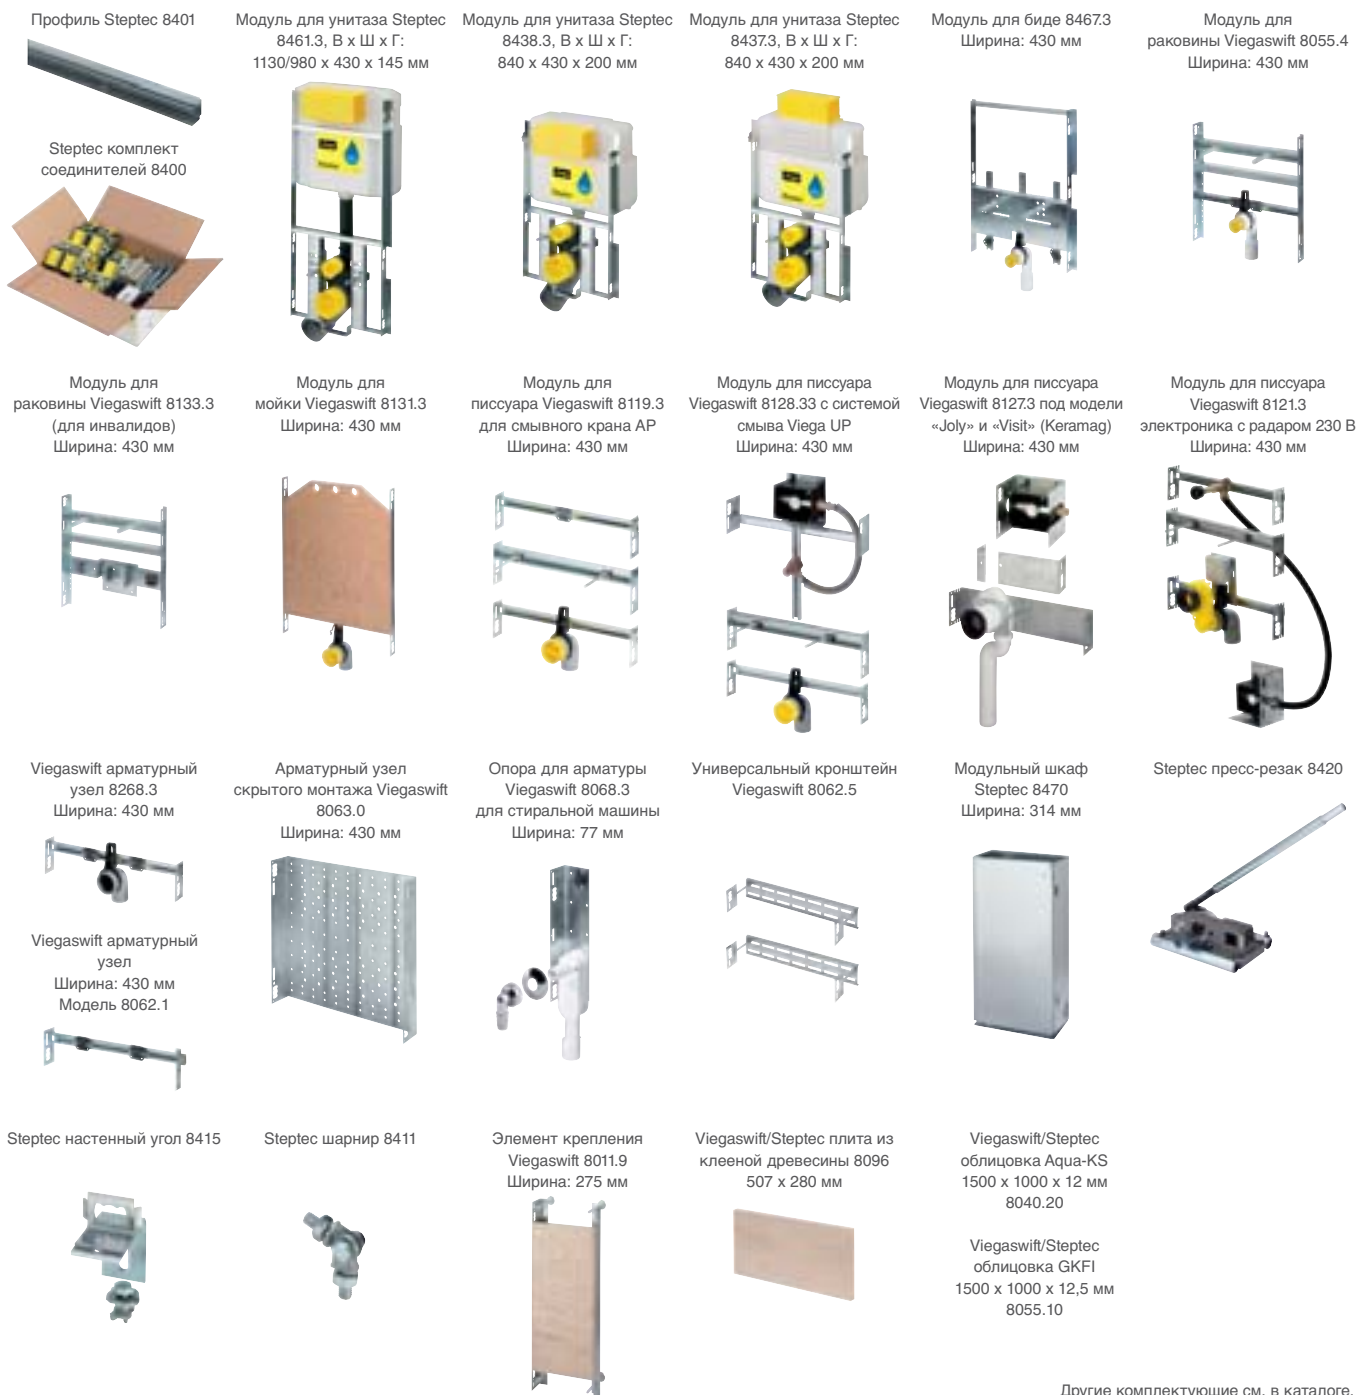 Профиль Steptec 8401
Steptec комплект
соединителей 8400
Модуль для унитаза Steptec
8461.3, В х Ш х Г:
1130/980 х 430 х 145 мм
Модуль для унитаза Steptec
8438.3, В х Ш х Г:
840 х 430 х 200 мм
Модуль для унитаза Steptec
8437.3, В х Ш х Г:
840 х 430 х 200 мм
Модуль для биде 8467.3
Ширина: 430 мм
Модуль для
раковины Viegaswift 8055.4
Ширина: 430 мм
Модуль для
раковины Viegaswift 8133.3
(для инвалидов)
Ширина: 430 мм
Модуль для
мойки Viegaswift 8131.3
Ширина: 430 мм
Модуль для
писсуара Viegaswift 8119.3
для смывного крана АР
Ширина: 430 мм
Модуль для писсуара
Viegaswift 8128.33 с системой
смыва Viega UP
Ширина: 430 мм
Модуль для писсуара
Viegaswift 8127.3 под модели
«Joly» и «Visit» (Keramag)
Ширина: 430 мм
Модуль для писсуара
Viegaswift 8121.3
электроника с радаром 230 В
Ширина: 430 мм
Viegaswift арматурный
узел 8268.3
Ширина: 430 мм
Viegaswift арматурный
узел
Ширина: 430 мм
Модель 8062.1
Арматурный узел
скрытого монтажа Viegaswift
8063.0
Ширина: 430 мм
Опора для арматуры
Viegaswift 8068.3
для стиральной машины
Ширина: 77 мм
Универсальный кронштейн
Viegaswift 8062.5
Модульный шкаф
Steptec 8470
Ширина: 314 мм
Steptec пресс-резак 8420
Steptec настенный угол 8415
Steptec шарнир 8411
Элемент крепления
Viegaswift 8011.9
Ширина: 275 мм
Viegaswift/Steptec плита из
клееной древесины 8096
507 х 280 мм
Viegaswift/Steptec
облицовка Aqua-KS
1500 х 1000 х 12 мм
8040.20
Viegaswift/Steptec
облицовка GKFI
1500 х 1000 х 12,5 мм
8055.10
Другие комплектующие см. в каталоге.